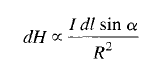 dH ∝ I dl sin α / R²